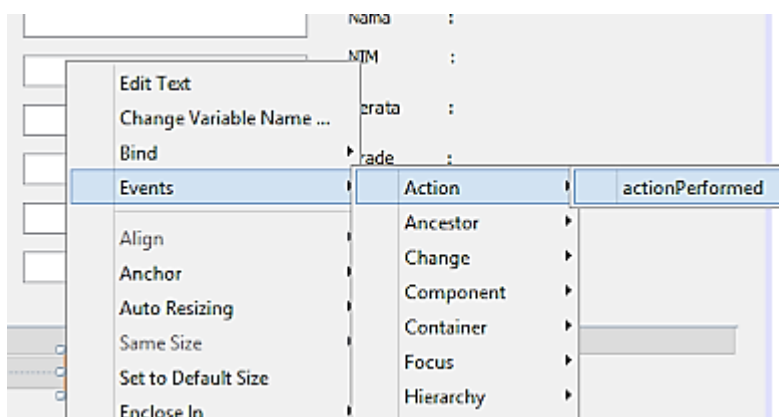 Nama :
NIM :
erata :
rade :
Edit Text
Change Variable Name ...
Bind
Events
Align
Anchor
Auto Resizing
Same Size
Set to Default Size
Enclose In
Action
Ancestor
Change
Component
Container
Focus
Hierarchy
actionPerformed